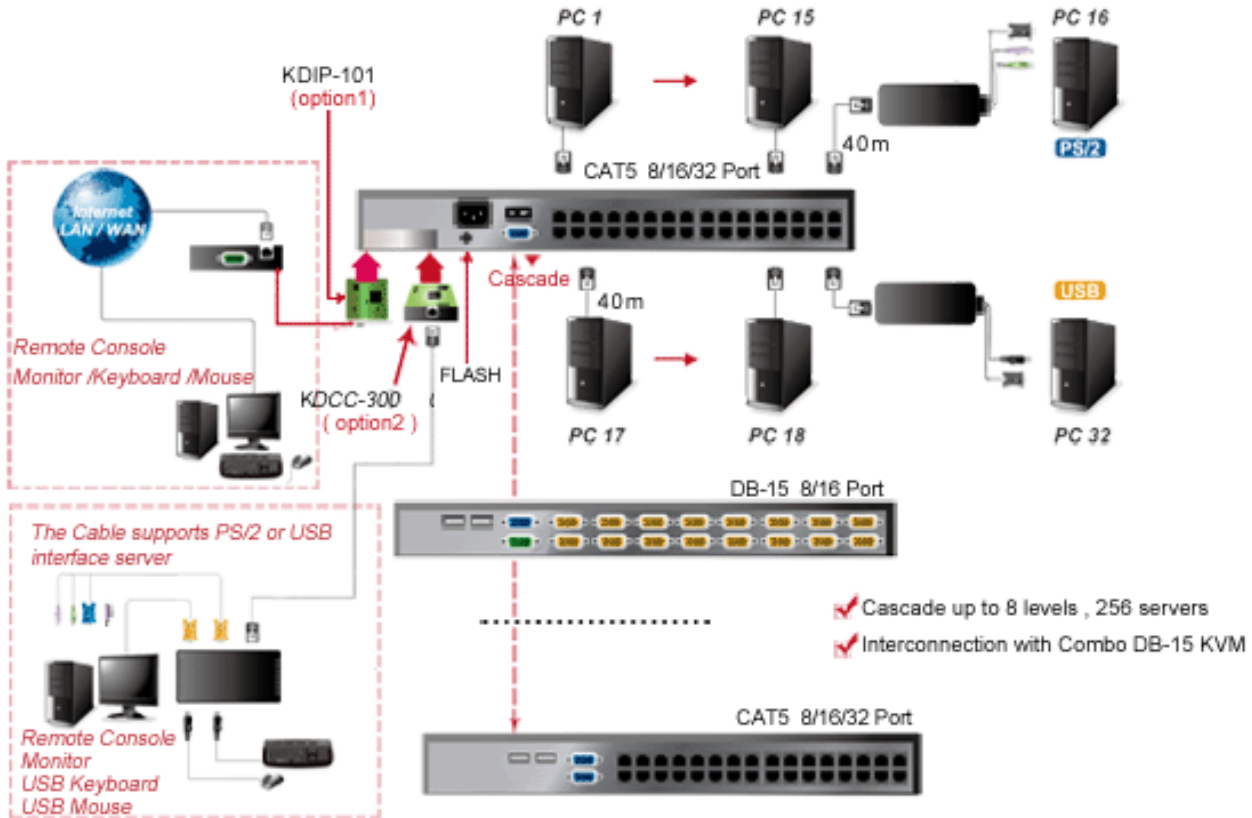 PC 1
PC 15
PC 16
KDIP-101
(option1)
40m
PS/2
CAT5 8/16/32 Port
Internet
LAN / WAN
Cascade
USB
40m
Remote Console
Monitor /Keyboard /Mouse
FLASH
KDCC-300
( option2 )
PC 17
PC 18
PC 32
DB-15 8/16 Port
The Cable supports PS/2 or USB
interface server
Cascade up to 8 levels , 256 servers
Interconnection with Combo DB-15 KVM
CAT5 8/16/32 Port
Remote Console
Monitor
USB Keyboard
USB Mouse